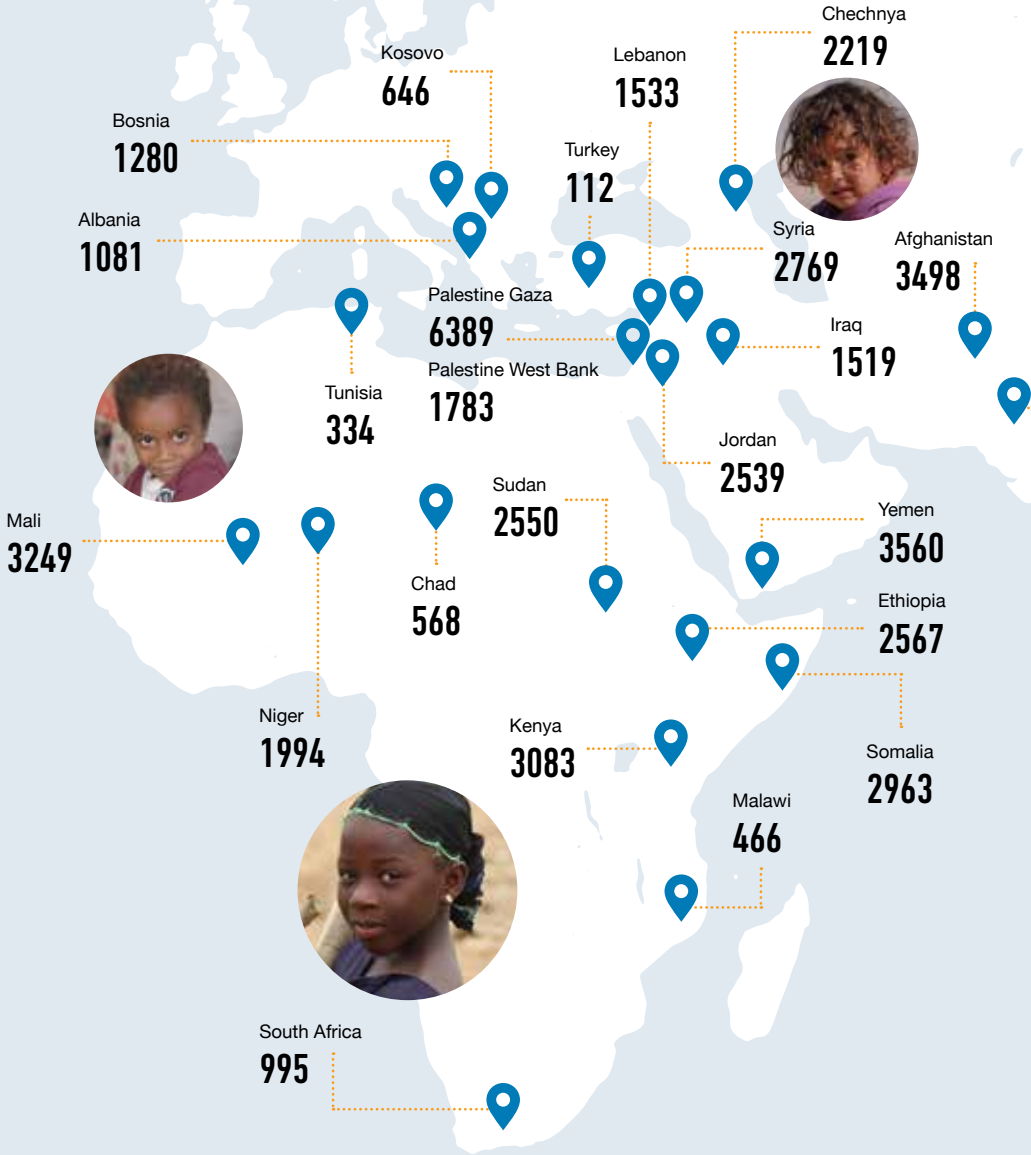 Chechnya
2219
Kosovo
646
Lebanon
1533
Bosnia
1280
Turkey
112
Albania
1081
Syria
2769
Afghanistan
3498
Palestine Gaza
6389
Palestine West Bank
1783
Iraq
1519
Tunisia
334
Jordan
2539
Sudan
2550
Yemen
3560
Mali
3249
Chad
568
Ethiopia
2567
Niger
1994
Kenya
3083
Somalia
2963
Malawi
466
South Africa
995